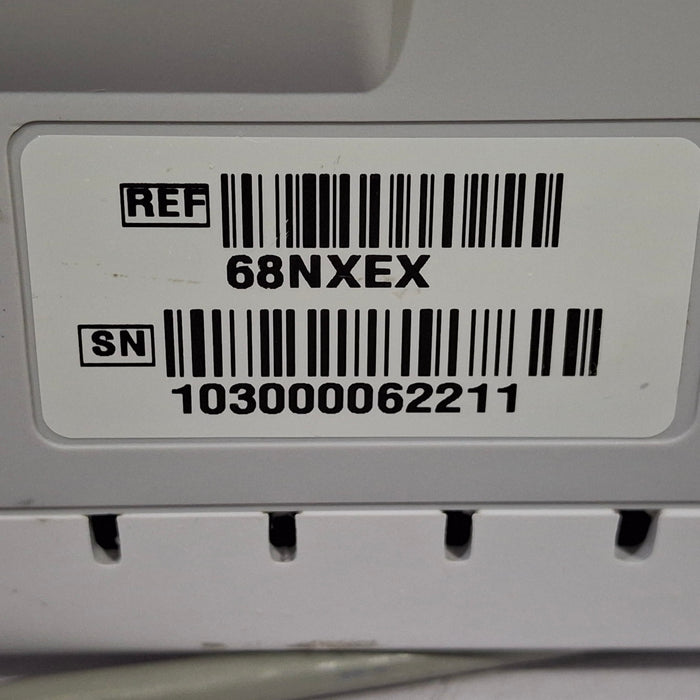 REF
68NXEX
SN
103000062211